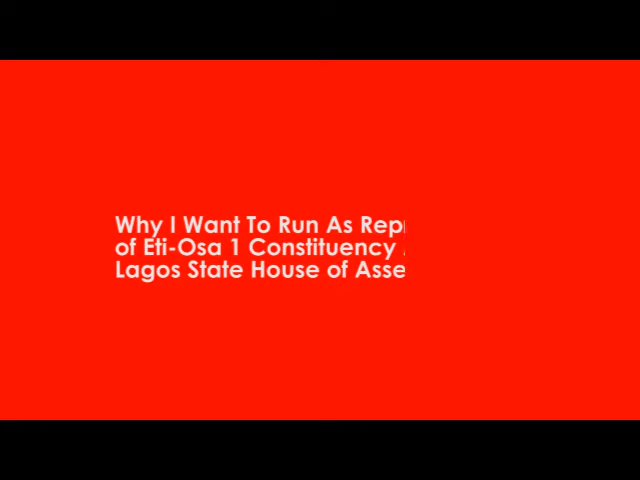 Why I Want To Run As Rep
of Eti-Osa 1 Constituency
Lagos State House of Asse